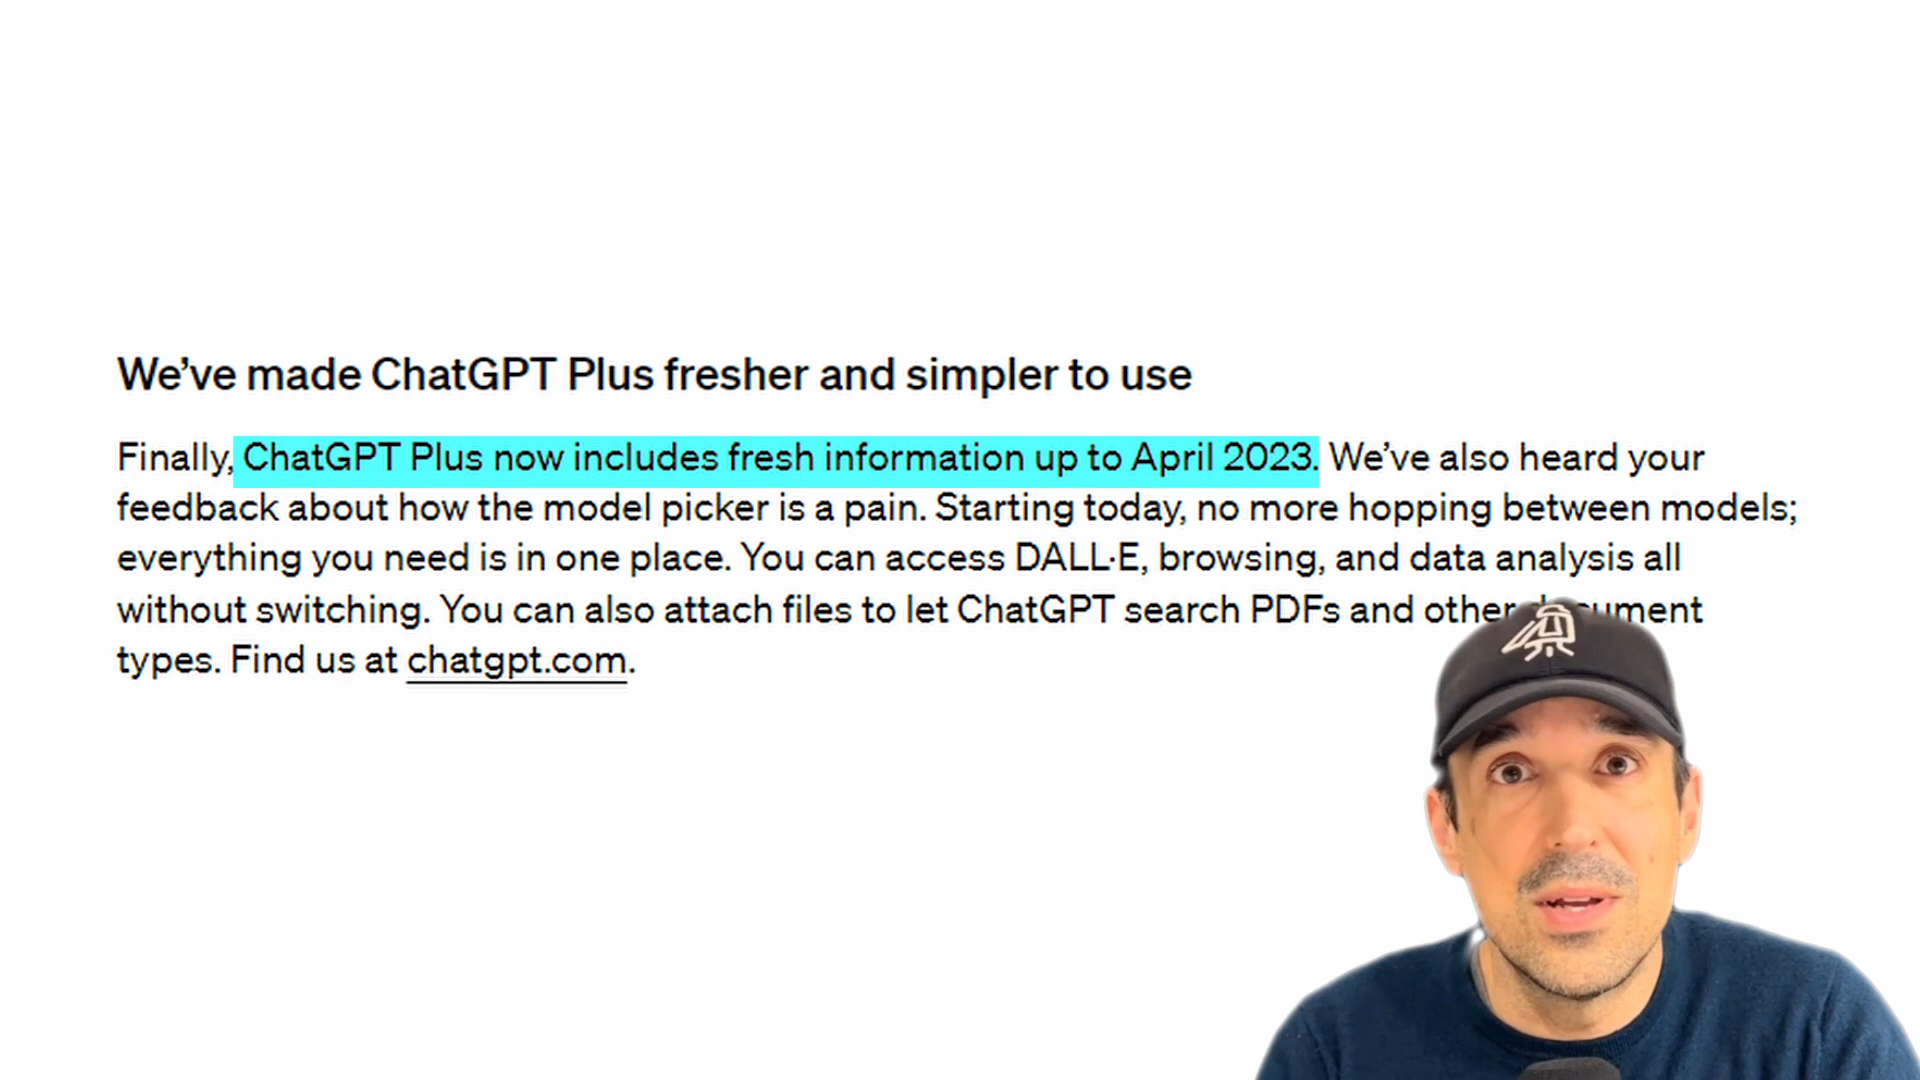 We’ve made ChatGPT Plus fresher and simpler to use
Finally, ChatGPT Plus now includes fresh information up to April 2023. We’ve also heard your
feedback about how the model picker is a pain. Starting today, no more hopping between models;
everything you need is in one place. You can access DALL·E, browsing, and data analysis all
without switching. You can also attach files to let ChatGPT search PDFs and other document
types. Find us at chatgpt.com.